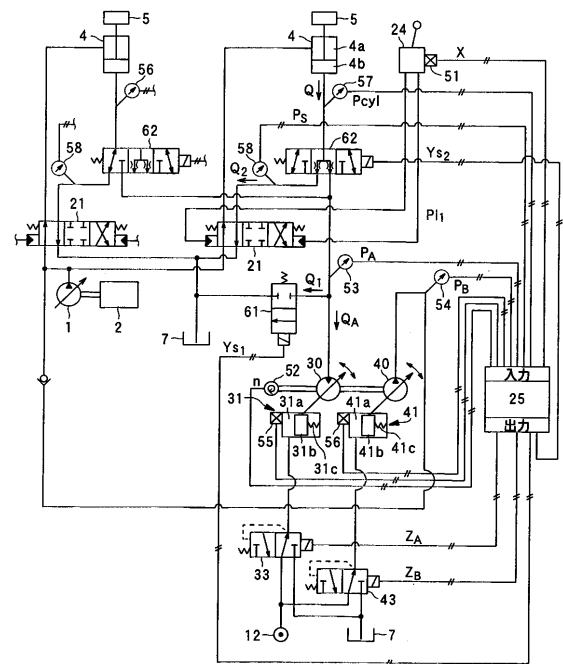 5
5
4
4
4a
4b
24
X
51
56
57
Q
Pcyl
PS
62
62
58
58
Ys2
Q2
21
21
Pl1
PA
53
PB
54
1
2
Q1
61
QA
7
Ys1
52
n
30
40
入力
25
出力
31
31a
41a
41
55
56
31b
31c
41b
41c
33
ZA
ZB
43
12
7